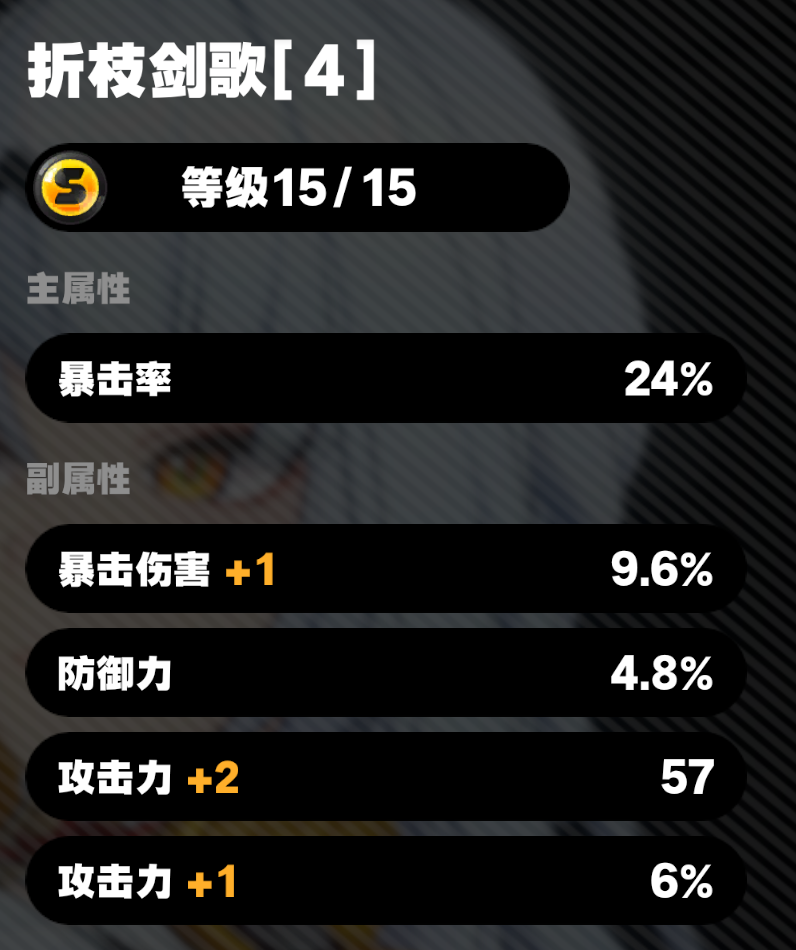 折枝剑歌[4]
S 等级15/15
主属性
暴击率 24%
副属性
暴击伤害 +1 9.6%
防御力 4.8%
攻击力 +2 57
攻击力 +1 6%